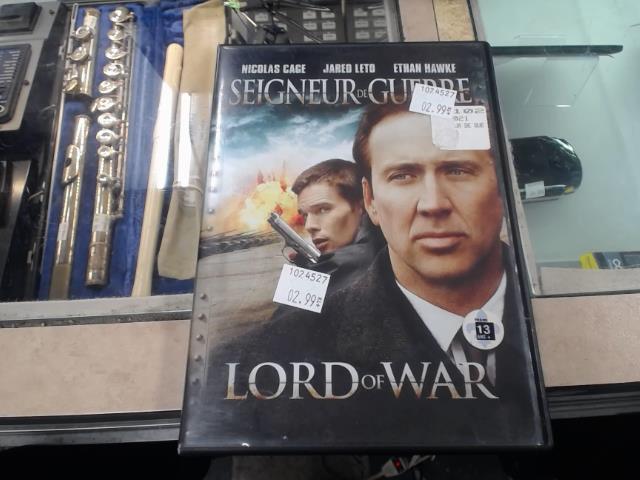 NICOLAS CAGE JARED LETO ETHAN HAWKE
SEIGNEUR DE GUERRE
1024527
02.99$
1024527
02.99$
13
LORD OF WAR